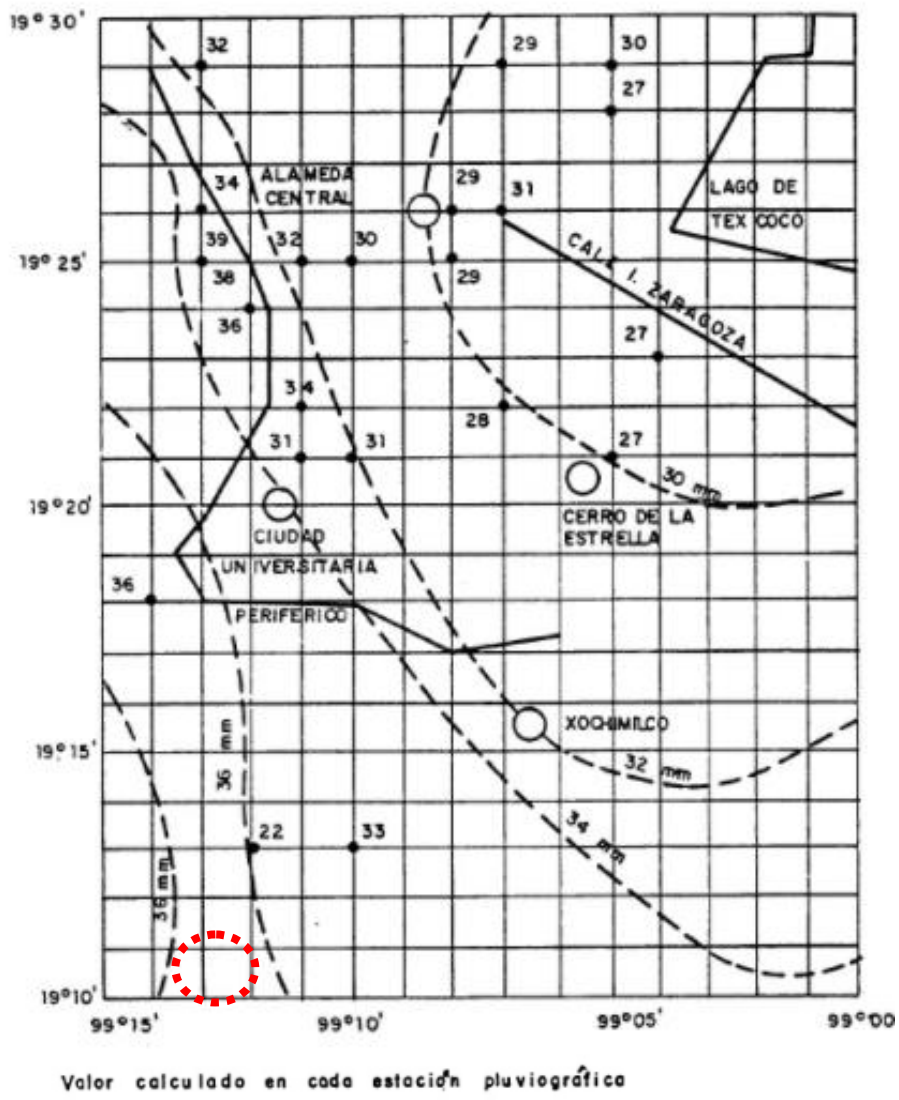 19° 30'
32
29
30
27
ALAMEDA
CENTRAL
34
29
31
LAGO DE
TEX COCO
39
32
30
19° 25'
38
29
CALZ I. ZARAGOZA
36
27
34
28
31
31
27
30 mm
19° 20'
CIUDAD
UNIVERSITARIA
CERRO DE LA
ESTRELLA
36
PERIFERICO
XOCHIMILCO
19° 15'
36 mm
32 mm
34 mm
22
33
36 mm
19° 10'
99° 15'
99° 10'
99° 05'
99° 00
Valor calculado en cada estación pluviográfica